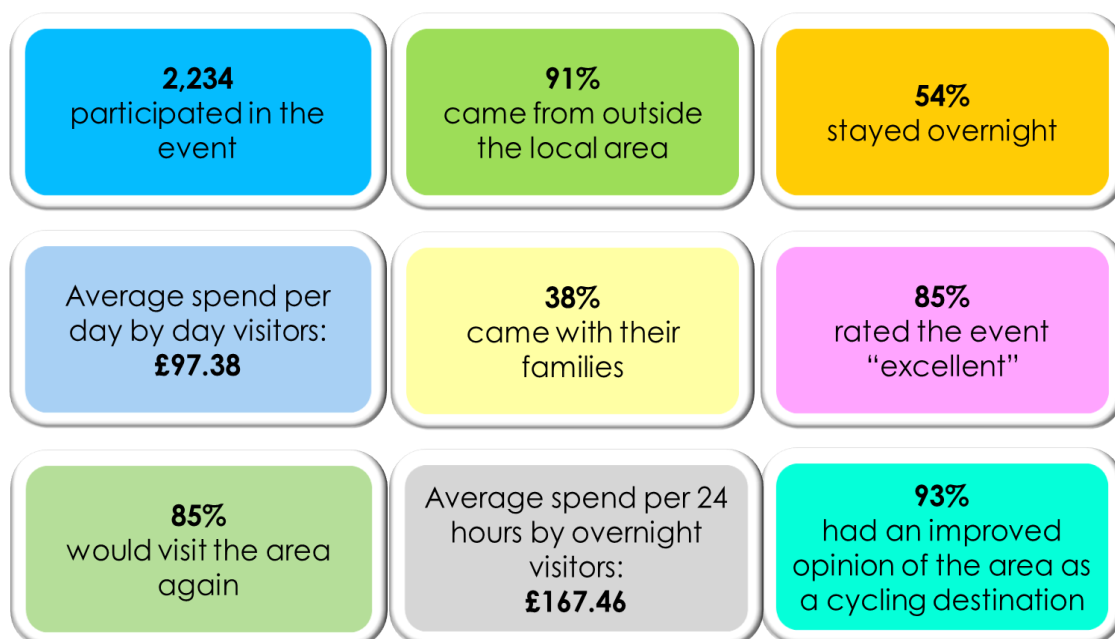 2,234
participated in the
event
91%
came from outside
the local area
54%
stayed overnight
Average spend per
day by day visitors:
£97.38
38%
came with their
families
85%
rated the event
“excellent”
85%
would visit the area
again
Average spend per 24
hours by overnight
visitors:
£167.46
93%
had an improved
opinion of the area as
a cycling destination